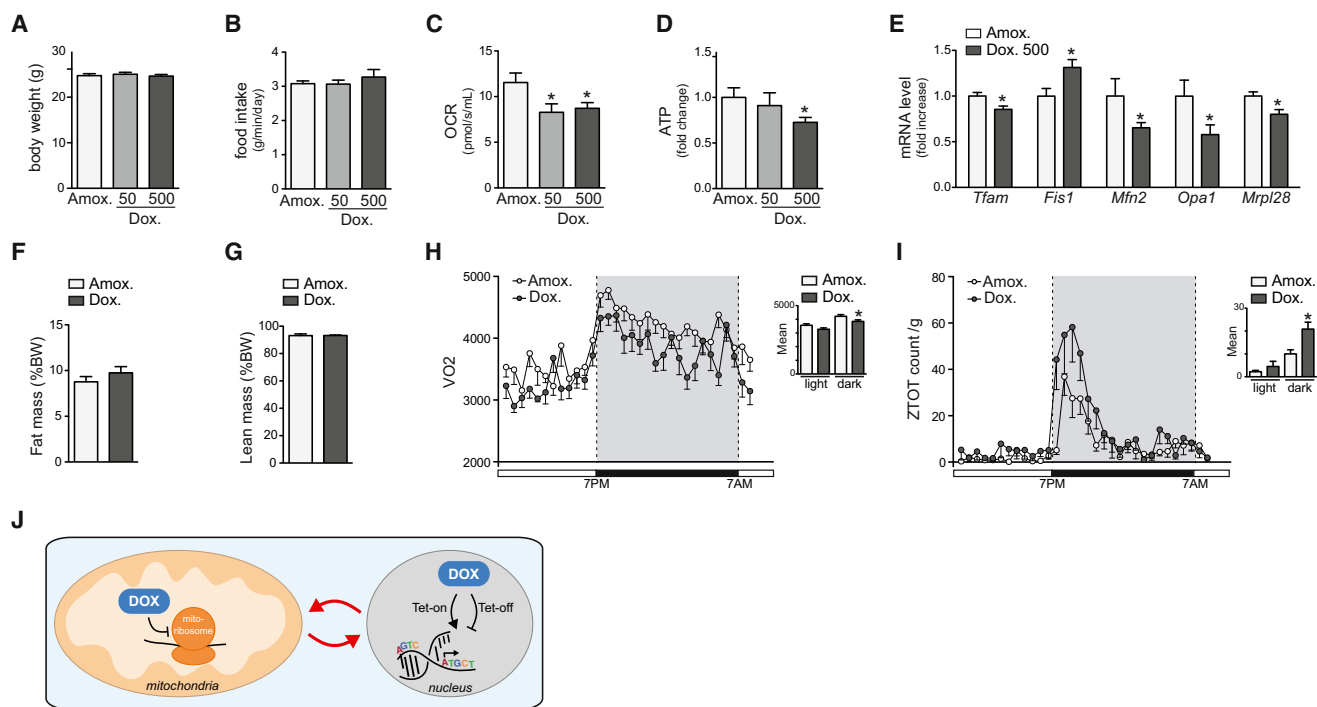 A
body weight (g)
30
20
10
0
Amox.
50
500
Dox.
B
food intake
(g/min/day)
4
3
2
1
0
Amox.
50
500
Dox.
C
OCR
(pmol/s/mL)
15
10
5
0
*
*
Amox.
50
500
Dox.
D
ATP
(fold change)
1.5
1.0
0.5
0.0
*
Amox.
50
500
Dox.
E
Amox.
Dox. 500
mRNA level
(fold increase)
1.5
1.0
0.5
0.0
*
*
*
*
*
Tfam
Fis1
Mfn2
Opa1
Mrpl28
F
Amox.
Dox.
Fat mass (%BW)
15
10
5
0
G
Amox.
Dox.
Lean mass (%BW)
100
80
60
40
20
0
H
Amox.
Dox.
VO2
5000
4000
3000
2000
7PM
7AM
Amox.
Dox.
Mean
5000
0
*
light
dark
I
Amox.
Dox.
ZTOT count /g
80
60
40
20
0
7PM
7AM
Amox.
Dox.
Mean
30
0
*
light
dark
J
DOX
mito-
ribosome
mitochondria
DOX
Tet-on
Tet-off
AGTC
ATGCT
nucleus